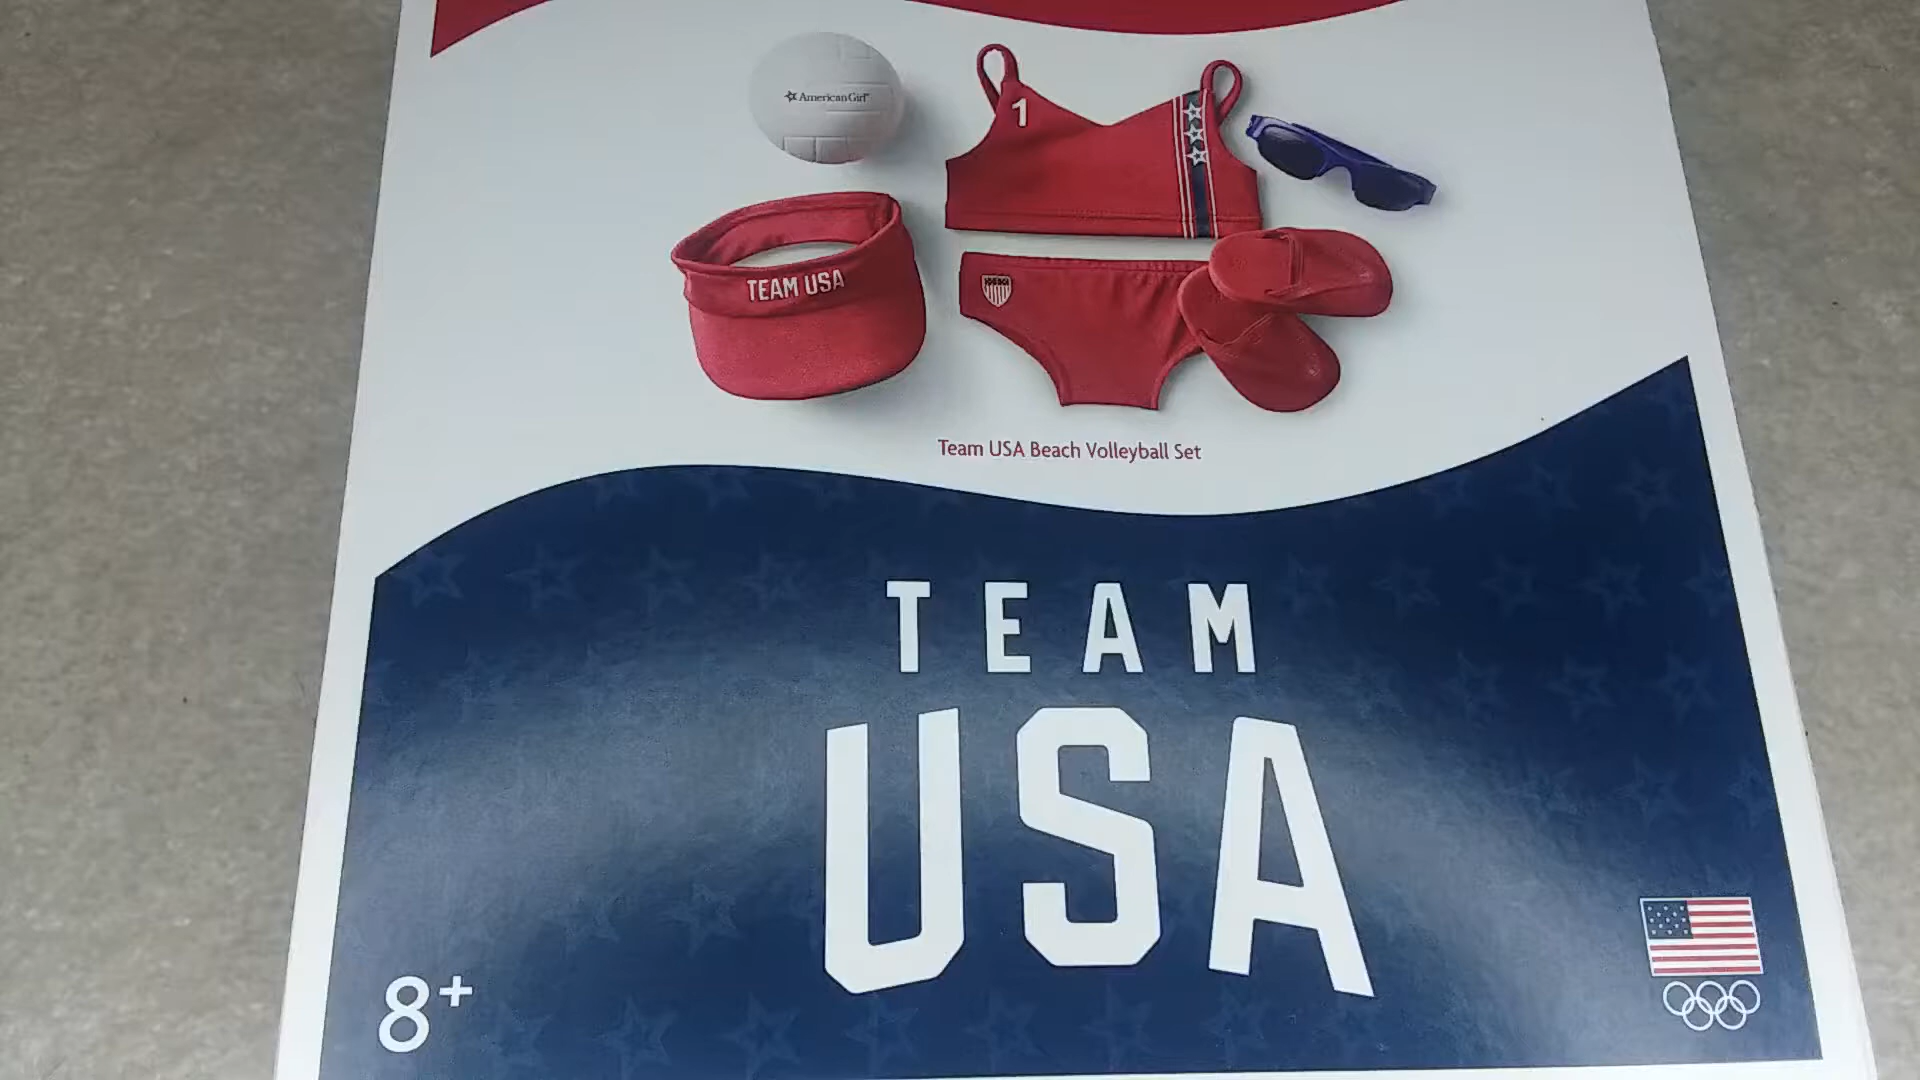 American Girl®
1
TEAM USA
Team USA Beach Volleyball Set
TEAM
USA
8+